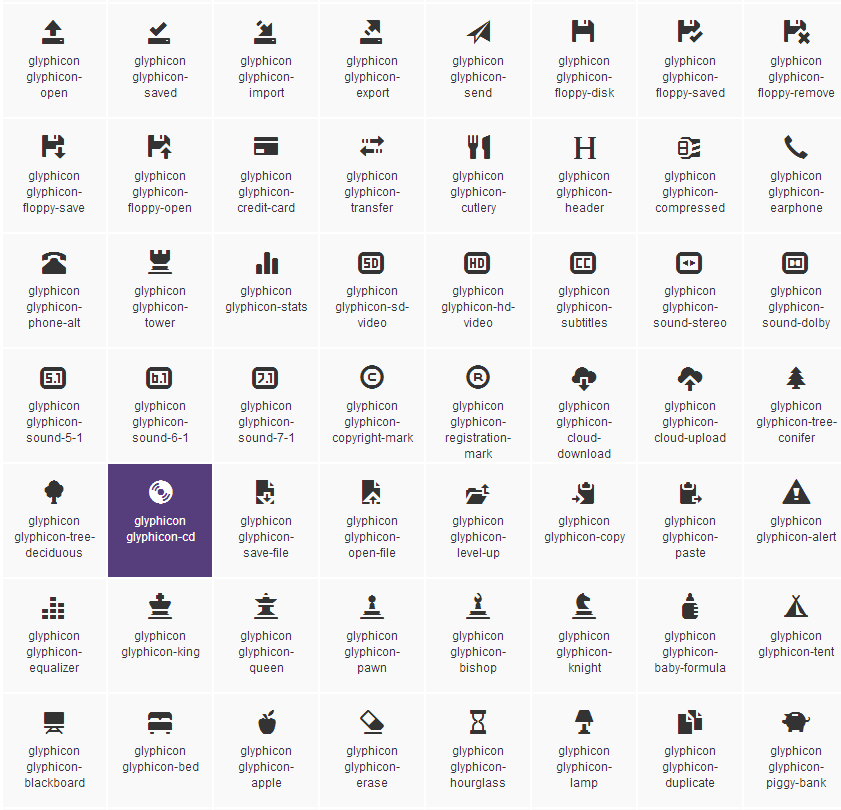 glyphicon
glyphicon-
open
glyphicon
glyphicon-
saved
glyphicon
glyphicon-
import
glyphicon
glyphicon-
export
glyphicon
glyphicon-
send
glyphicon
glyphicon-
floppy-disk
glyphicon
glyphicon-
floppy-saved
glyphicon
glyphicon-
floppy-remove
glyphicon
glyphicon-
floppy-save
glyphicon
glyphicon-
floppy-open
glyphicon
glyphicon-
credit-card
glyphicon
glyphicon-
transfer
glyphicon
glyphicon-
cutlery
H
glyphicon
glyphicon-
header
glyphicon
glyphicon-
compressed
glyphicon
glyphicon-
earphone
glyphicon
glyphicon-
phone-alt
glyphicon
glyphicon-
tower
glyphicon
glyphicon-stats
SD
glyphicon
glyphicon-sd-
video
HD
glyphicon
glyphicon-hd-
video
CC
glyphicon
glyphicon-
subtitles
glyphicon
glyphicon-
sound-stereo
glyphicon
glyphicon-
sound-dolby
5.1
glyphicon
glyphicon-
sound-5-1
6.1
glyphicon
glyphicon-
sound-6-1
7.1
glyphicon
glyphicon-
sound-7-1
C
glyphicon
glyphicon-
copyright-mark
R
glyphicon
glyphicon-
registration-
mark
glyphicon
glyphicon-
cloud-
download
glyphicon
glyphicon-
cloud-upload
glyphicon
glyphicon-tree-
conifer
glyphicon
glyphicon-tree-
deciduous
glyphicon
glyphicon-cd
glyphicon
glyphicon-
save-file
glyphicon
glyphicon-
open-file
glyphicon
glyphicon-
level-up
glyphicon
glyphicon-copy
glyphicon
glyphicon-
paste
glyphicon
glyphicon-alert
glyphicon
glyphicon-
equalizer
glyphicon
glyphicon-king
glyphicon
glyphicon-
queen
glyphicon
glyphicon-
pawn
glyphicon
glyphicon-
bishop
glyphicon
glyphicon-
knight
glyphicon
glyphicon-
baby-formula
glyphicon
glyphicon-tent
glyphicon
glyphicon-
blackboard
glyphicon
glyphicon-bed
glyphicon
glyphicon-
apple
glyphicon
glyphicon-
erase
glyphicon
glyphicon-
hourglass
glyphicon
glyphicon-
lamp
glyphicon
glyphicon-
duplicate
glyphicon
glyphicon-
piggy-bank